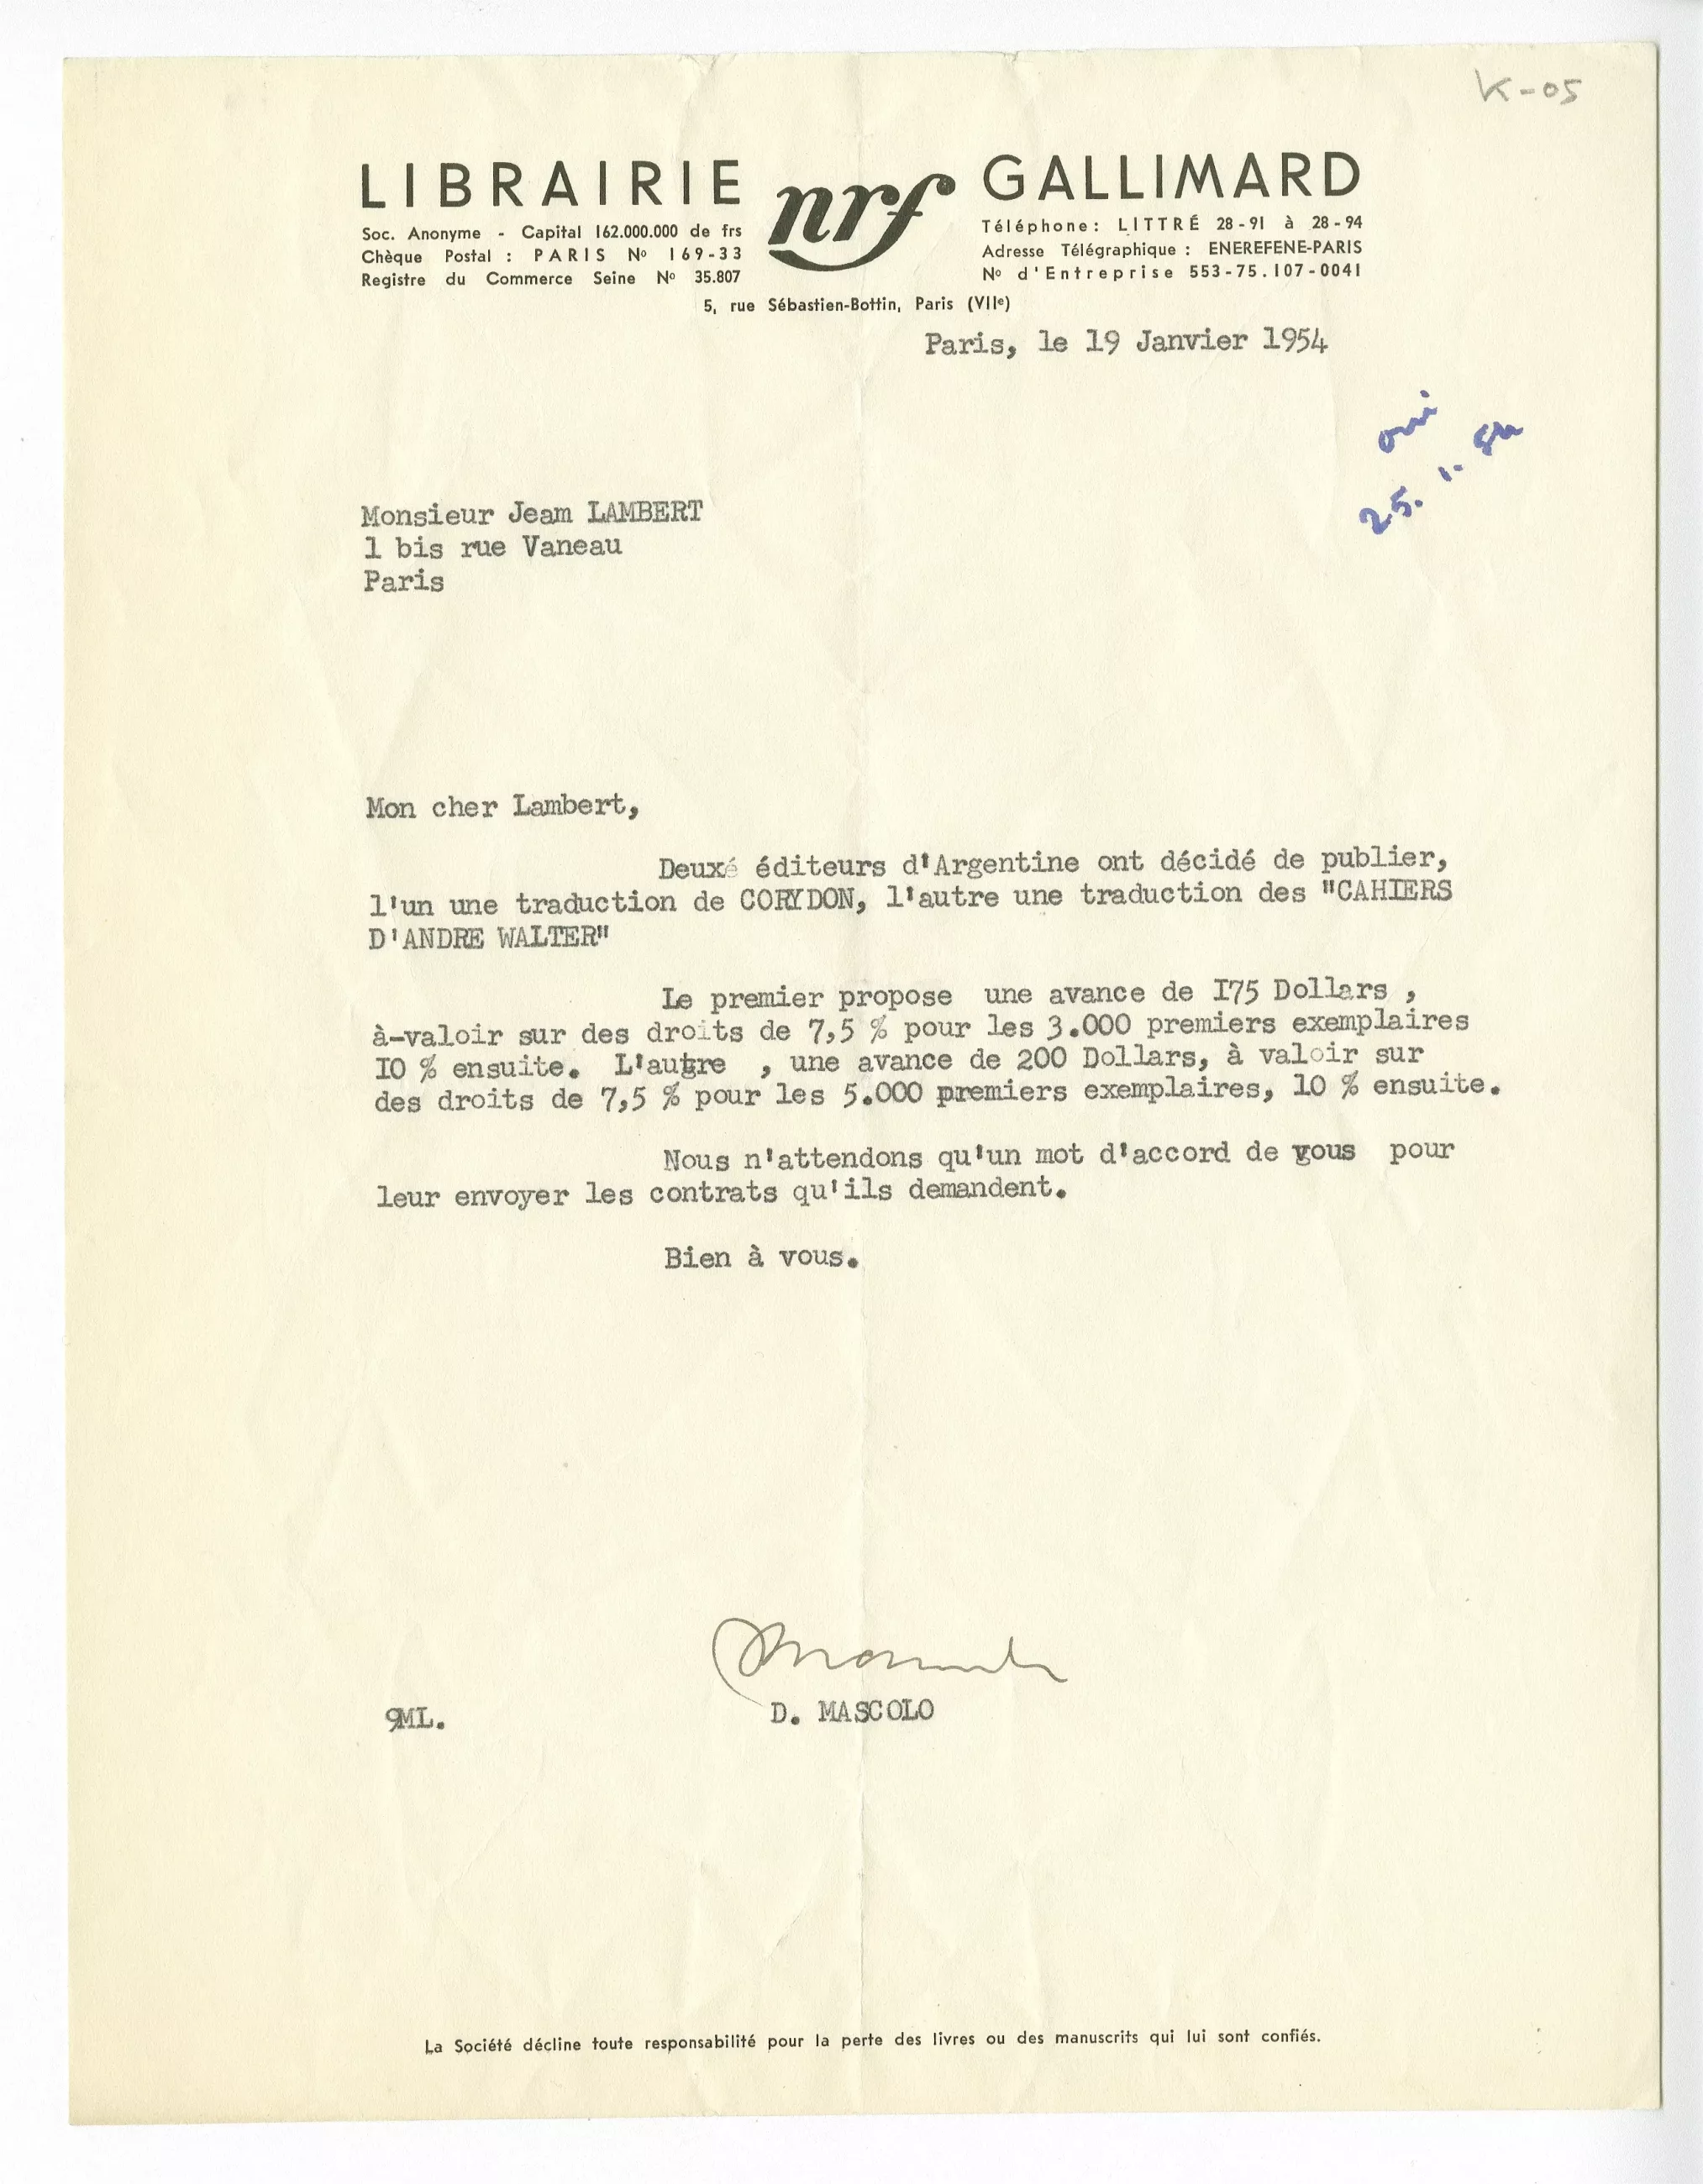 K-05
LIBRAIRIE nrf GALLIMARD
Soc. Anonyme - Capital 162.000.000 de frs
Chèque Postal : PARIS Nº 169-33
Registre du Commerce Seine Nº 35.807
Téléphone : LITTRÉ 28-91 à 28-94
Adresse Télégraphique : ENEREFENE-PARIS
Nº d'Entreprise 553-75.107-0041
5, rue Sébastien-Bottin, Paris (VIIe)
Paris, le 19 Janvier 1954
oui
25. 1. 54
Monsieur Jeam LAMBERT
1 bis rue Vaneau
Paris
Mon cher Lambert,
Deuxé éditeurs d'Argentine ont décidé de publier,
l'un une traduction de CORYDON, l'autre une traduction des "CAHIERS
D'ANDRE WALTER"
Le premier propose une avance de I75 Dollars ,
à-valoir sur des droits de 7,5 % pour les 3.000 premiers exemplaires
IO % ensuite. L'autre , une avance de 200 Dollars, à valoir sur
des droits de 7,5 % pour les 5.000 premiers exemplaires, 10 % ensuite.
Nous n'attendons qu'un mot d'accord de vous pour
leur envoyer les contrats qu'ils demandent.
Bien à vous.
D. MASCOLO
9ML.
La Société décline toute responsabilité pour la perte des livres ou des manuscrits qui lui sont confiés.